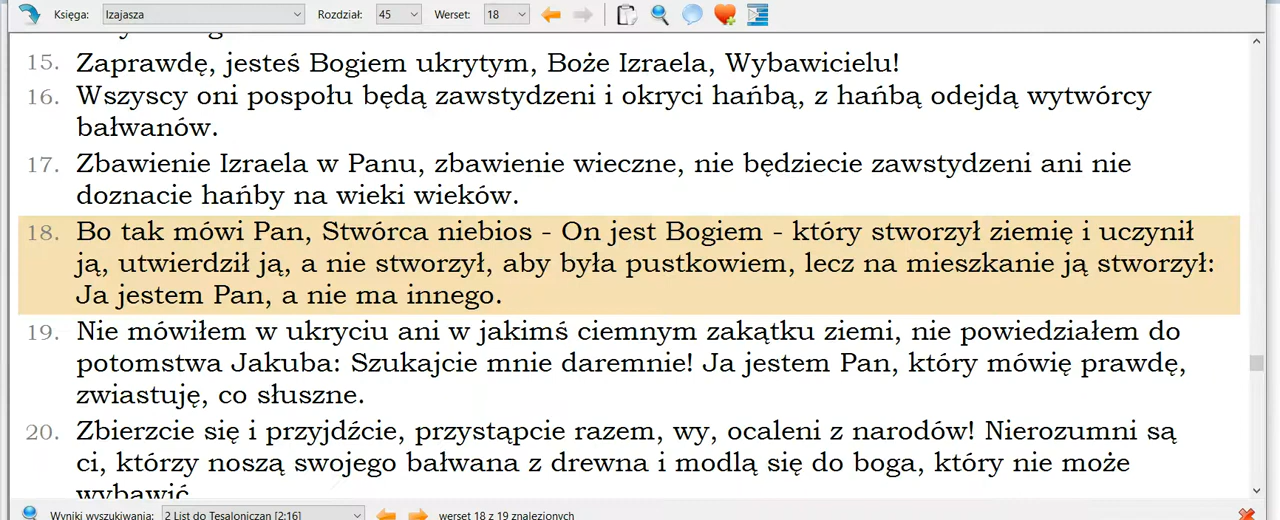 Księga: Izajasza Rozdział: 45 Werset: 18
15. Zaprawdę, jesteś Bogiem ukrytym, Boże Izraela, Wybawicielu!
16. Wszyscy oni pospołu będą zawstydzeni i okryci hańbą, z hańbą odejdą wytwórcy
bałwanów.
17. Zbawienie Izraela w Panu, zbawienie wieczne, nie będziecie zawstydzeni ani nie
doznacie hańby na wieki wieków.
18. Bo tak mówi Pan, Stwórca niebios - On jest Bogiem - który stworzył ziemię i uczynił
ją, utwierdził ją, a nie stworzył, aby była pustkowiem, lecz na mieszkanie ją stworzył:
Ja jestem Pan, a nie ma innego.
19. Nie mówiłem w ukryciu ani w jakimś ciemnym zakątku ziemi, nie powiedziałem do
potomstwa Jakuba: Szukajcie mnie daremnie! Ja jestem Pan, który mówię prawdę,
zwiastuję, co słuszne.
20. Zbierzcie się i przyjdźcie, przystąpcie razem, wy, ocaleni z narodów! Nierozumni są
ci, którzy noszą swojego bałwana z drewna i modlą się do boga, który nie może
wybawić.
Wyniki wyszukiwania: 2 List do Tesaloniczan [2:16] werset 18 z 19 znalezionych